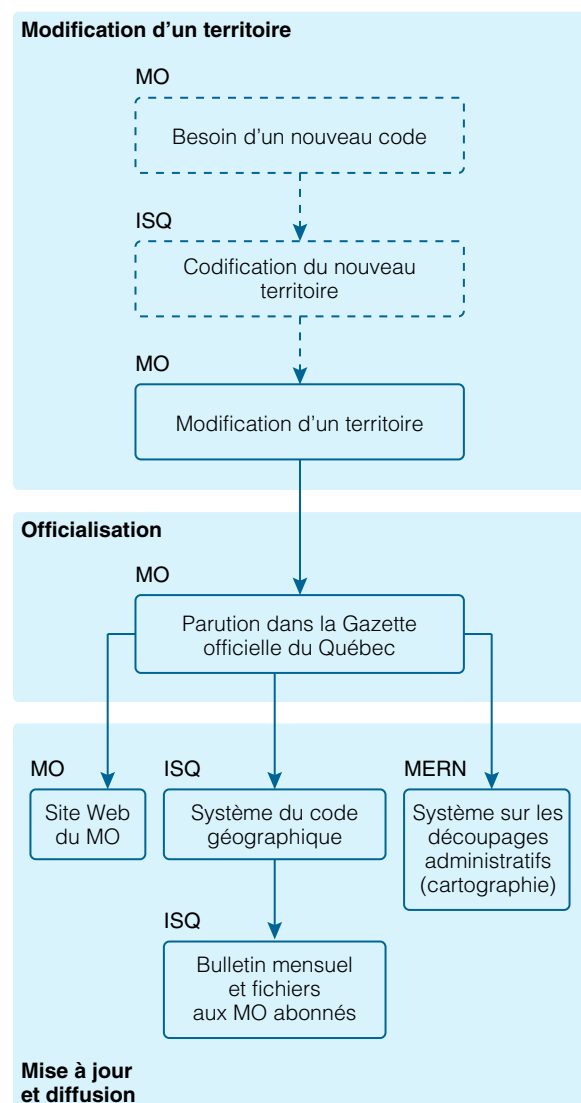 Modification d'un territoire
MO
Besoin d'un nouveau code
ISQ
Codification du nouveau
territoire
MO
Modification d'un territoire
Officialisation
MO
Parution dans la Gazette
officielle du Québec
MO
Site Web
du MO
ISQ
Système du code
géographique
MERN
Système sur les
découpages
administratifs
(cartographie)
ISQ
Bulletin mensuel
et fichiers
aux MO abonnés
Mise à jour
et diffusion